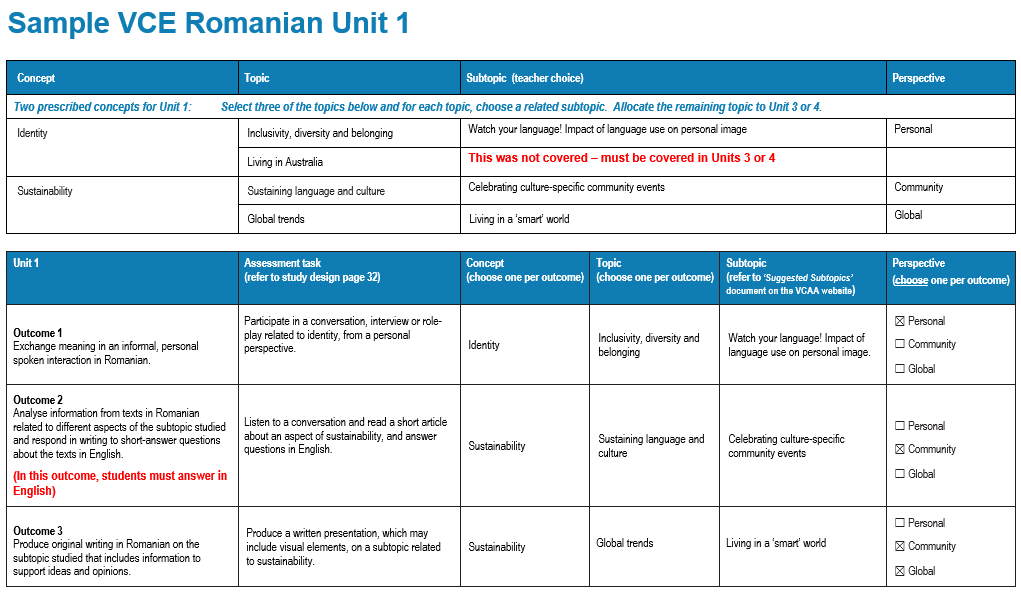 Sample VCE Romanian Unit 1
Concept Topic Subtopic (teacher choice) Perspective
Two prescribed concepts for Unit 1: Select three of the topics below and for each topic, choose a related subtopic. Allocate the remaining topic to Unit 3 or 4.
Identity Inclusivity, diversity and belonging Watch your language! Impact of language use on personal image Personal
Living in Australia This was not covered – must be covered in Units 3 or 4
Sustainability Sustaining language and culture Celebrating culture-specific community events Community
Global trends Living in a ‘smart’ world Global
Unit 1
Assessment task
(refer to study design page 32)
Concept
(choose one per outcome)
Topic
(choose one per outcome)
Subtopic
(refer to ‘Suggested Subtopics’
document on the VCAA website)
Perspective
(choose one per outcome)
Outcome 1
Exchange meaning in an informal, personal
spoken interaction in Romanian.
Participate in a conversation, interview or role-
play related to identity, from a personal
perspective.
Identity
Inclusivity, diversity and
belonging
Watch your language! Impact of
language use on personal image.
☒ Personal
☐ Community
☐ Global
Outcome 2
Analyse information from texts in Romanian
related to different aspects of the subtopic studied
and respond in writing to short-answer questions
about the texts in English.
(In this outcome, students must answer in
English)
Listen to a conversation and read a short article
about an aspect of sustainability, and answer
questions in English.
Sustainability
Sustaining language and
culture
Celebrating culture-specific
community events
☐ Personal
☒ Community
☐ Global
Outcome 3
Produce original writing in Romanian on the
subtopic studied that includes information to
support ideas and opinions.
Produce a written presentation, which may
include visual elements, on a subtopic related
to sustainability.
Sustainability
Global trends
Living in a ‘smart’ world
☐ Personal
☒ Community
☒ Global